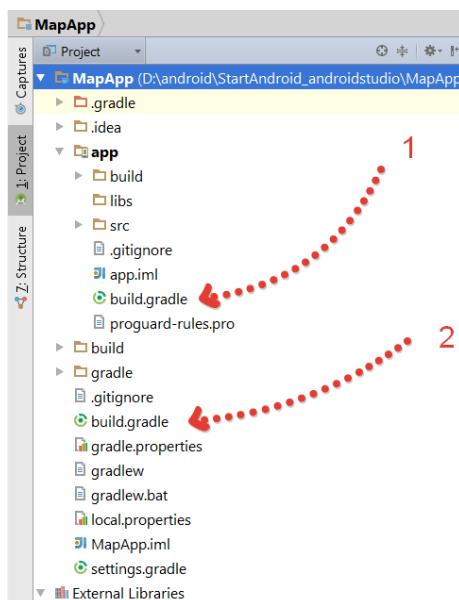 MapApp
Project
MapApp (D:\android\StartAndroid_androidstudio\MapApp
.gradle
.idea
app
build
libs
src
.gitignore
app.iml
build.gradle
proguard-rules.pro
build
gradle
.gitignore
build.gradle
gradle.properties
gradlew
gradlew.bat
local.properties
MapApp.iml
settings.gradle
External Libraries
Captures
1: Project
7: Structure
1
2